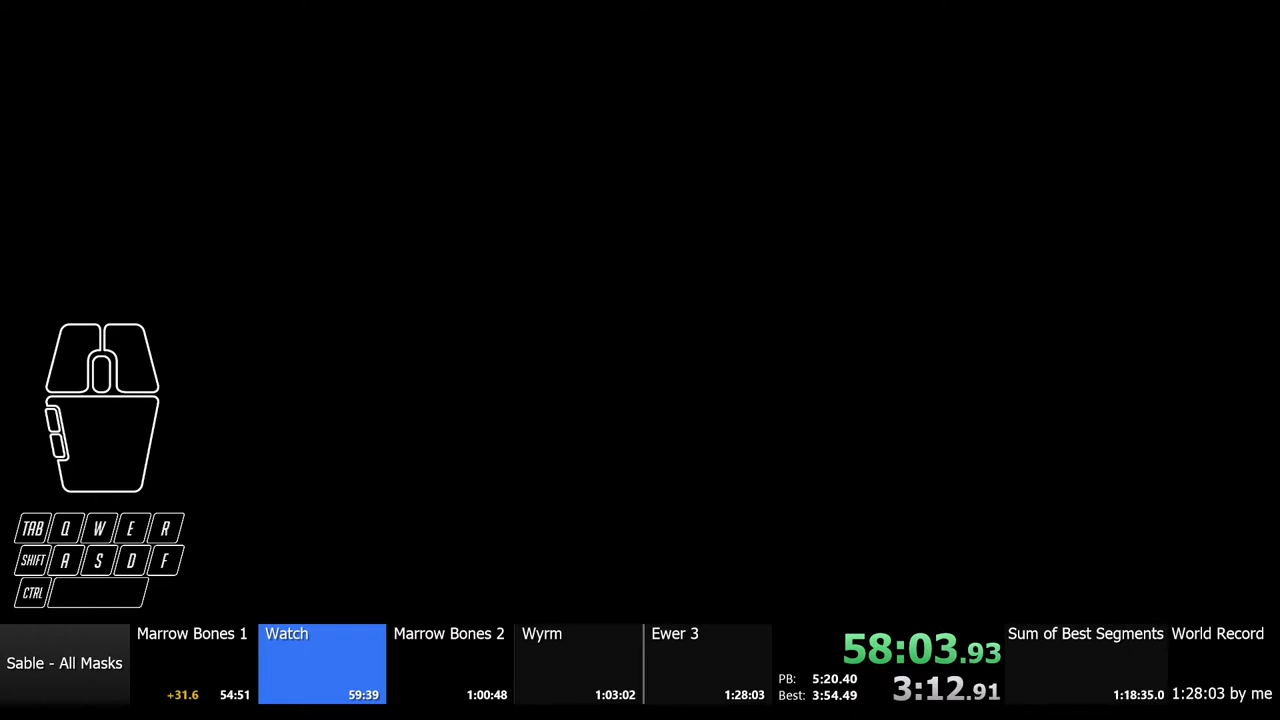 TAB Q W E R
SHIFT A S D F
CTRL
Sable - All Masks
Marrow Bones 1
+31.6 54:51
Watch
59:39
Marrow Bones 2
1:00:48
Wyrm
1:03:02
Ewer 3
1:28:03
58:03.93
PB: 5:20.40
Best: 3:54.49
3:12.91
Sum of Best Segments
1:18:35.0
World Record
1:28:03 by me